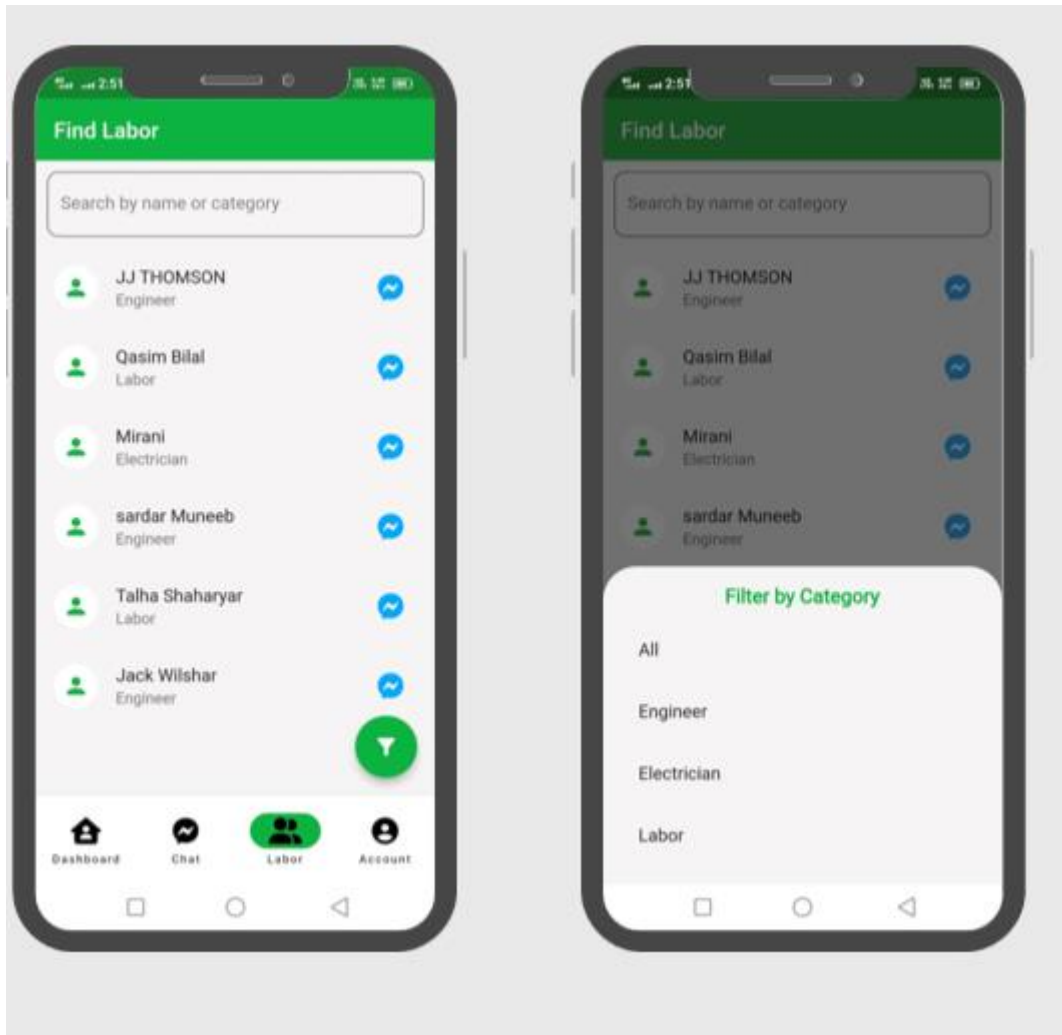 2:51
Find Labor
Search by name or category
JJ THOMSON
Engineer
Qasim Bilal
Labor
Mirani
Electrician
sardar Muneeb
Engineer
Talha Shaharyar
Labor
Jack Wilshar
Engineer
Dashboard
Chat
Labor
Account
2:51
Find Labor
Search by name or category
JJ THOMSON
Engineer
Qasim Bilal
Labor
Mirani
Electrician
sardar Muneeb
Engineer
Filter by Category
All
Engineer
Electrician
Labor